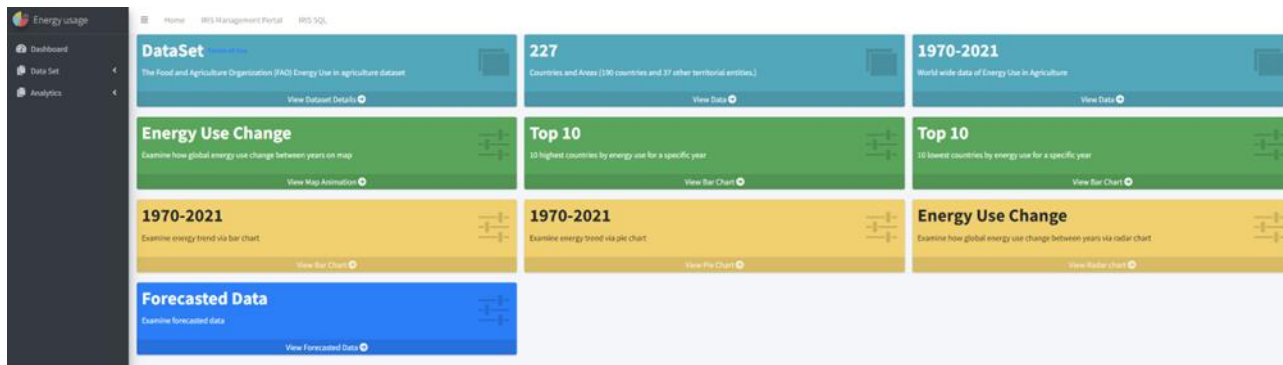 Energy usage
Home IRIS Management Portal IRIS SQL
Dashboard
Data Set
Analytics
DataSet
The Food and Agriculture Organization (FAO) Energy Use in agriculture dataset
View Dataset Details
227
Countries and Areas (190 countries and 37 other territorial entities.)
View Data
1970-2021
World wide data of Energy Use in Agriculture
View Data
Energy Use Change
Examine how global energy use change between years on map
View Map Animation
Top 10
10 highest countries by energy use for a specific year
View Bar Chart
Top 10
10 lowest countries by energy use for a specific year
View Bar Chart
1970-2021
Examine energy trend via bar chart
View Bar Chart
1970-2021
Examine energy trend via pie chart
View Pie Chart
Energy Use Change
Examine how global energy use change between years via radar chart
View Radar chart
Forecasted Data
Examine forecasted data
View Forecasted Data